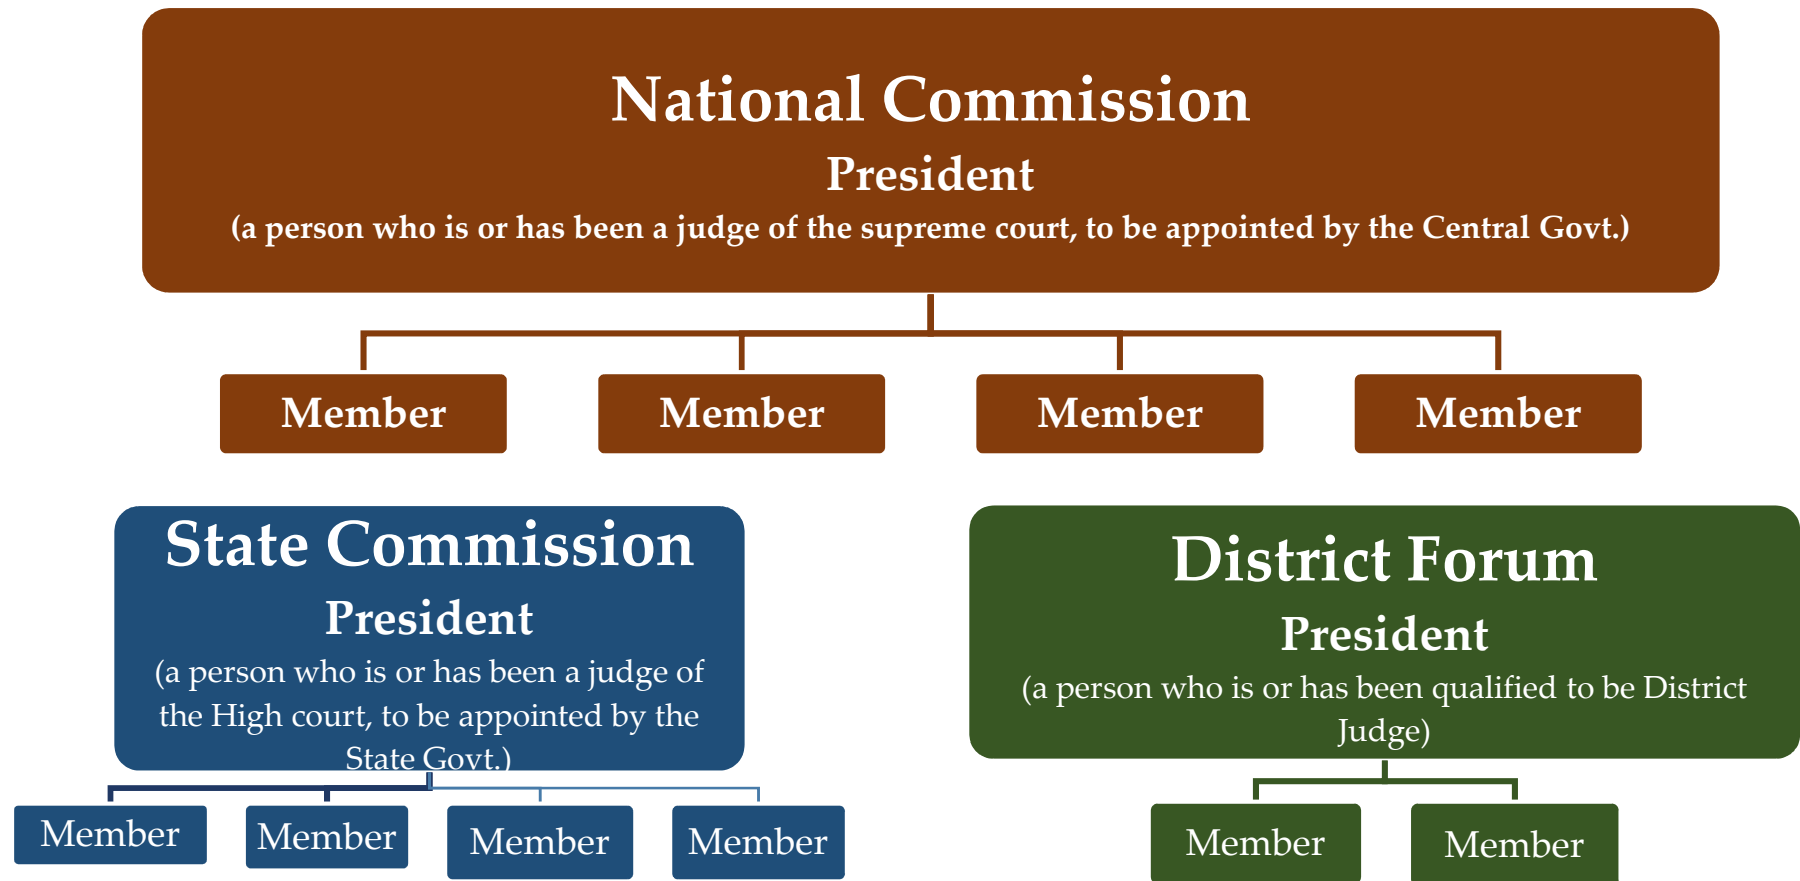 National Commission
President
(a person who is or has been a judge of the supreme court, to be appointed by the Central Govt.)
Member
Member
Member
Member
State Commission
President
(a person who is or has been a judge of
the High court, to be appointed by the
State Govt.)
Member
Member
Member
Member
District Forum
President
(a person who is or has been qualified to be District
Judge)
Member
Member